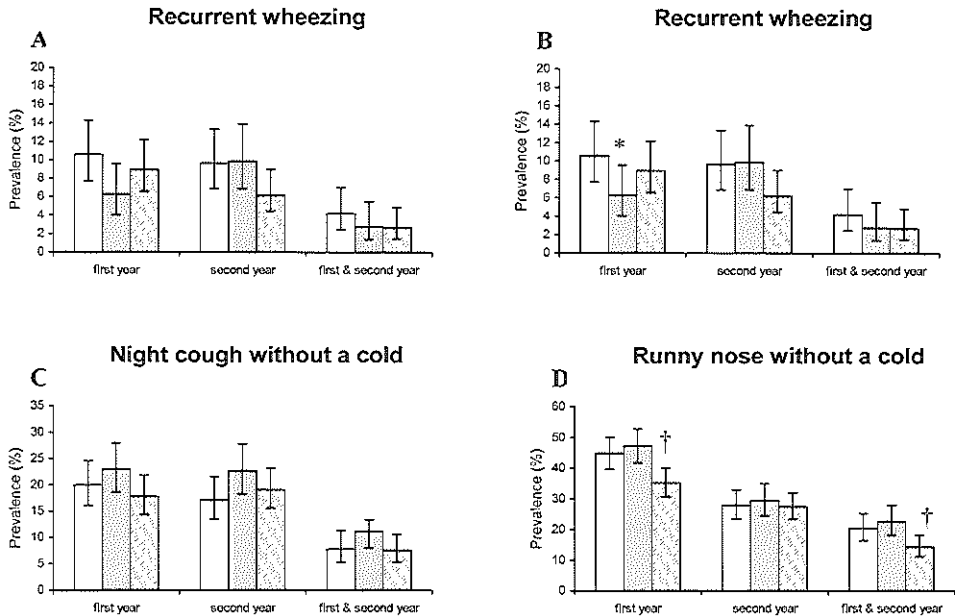 Recurrent wheezing
A
Prevalence (%)
20
18
16
14
12
10
8
6
4
2
0
first year second year first & second year
Recurrent wheezing
B
Prevalence (%)
20
18
16
14
12
10
8
6
4
2
0
*
first year second year first & second year
Night cough without a cold
C
Prevalence (%)
35
30
25
20
15
10
5
0
first year second year first & second year
Runny nose without a cold
D
Prevalence (%)
60
50
40
30
20
10
0
†
†
first year second year first & second year